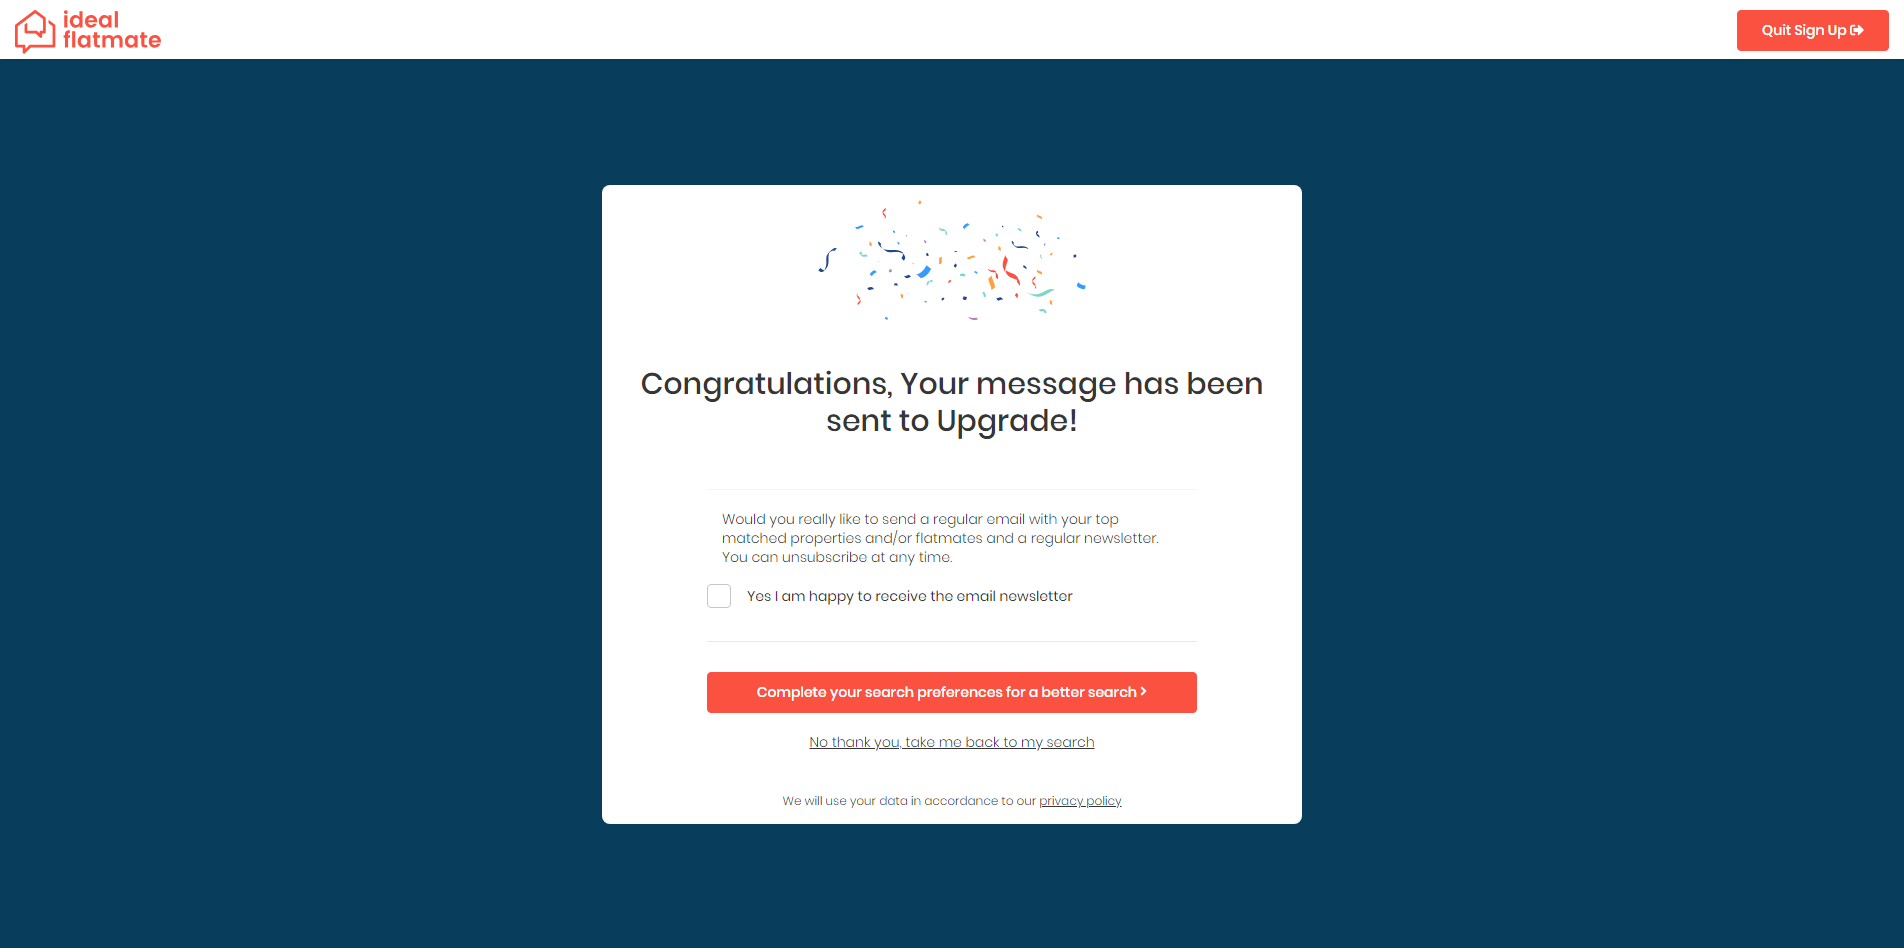 ideal
flatmate
Quit Sign Up
Congratulations, Your message has been
sent to Upgrade!
Would you really like to send a regular email with your top
matched properties and/or flatmates and a regular newsletter.
You can unsubscribe at any time.
Yes I am happy to receive the email newsletter
Complete your search preferences for a better search
No thank you, take me back to my search
We will use your data in accordance to our privacy policy